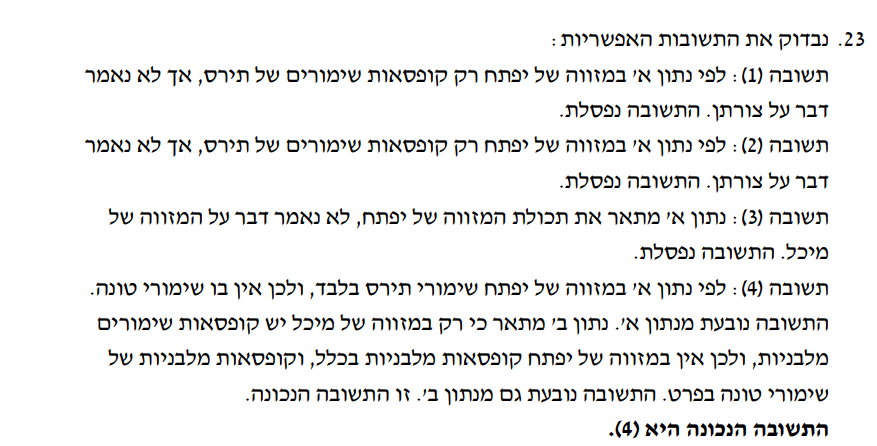 23. נבדוק את התשובות האפשריות:
תשובה (1): לפי נתון א' במזווה של יפתח רק קופסאות שימורים של תירס, אך לא נאמר
דבר על צורתן. התשובה נפסלת.
תשובה (2): לפי נתון א' במזווה של יפתח רק קופסאות שימורים של תירס, אך לא נאמר
דבר על צורתן. התשובה נפסלת.
תשובה (3): נתון א' מתאר את תכולת המזווה של יפתח, לא נאמר דבר על המזווה של
מיכל. התשובה נפסלת.
תשובה (4): לפי נתון א' במזווה של יפתח שימורי תירס בלבד, ולכן אין בו שימורי טונה.
התשובה נובעת מנתון א'. נתון ב' מתאר כי רק במזווה של מיכל יש קופסאות שימורים
מלבניות, ולכן אין במזווה של יפתח קופסאות מלבניות בכלל, וקופסאות מלבניות של
שימורי טונה בפרט. התשובה נובעת גם מנתון ב'. זו התשובה הנכונה.
התשובה הנכונה היא (4).